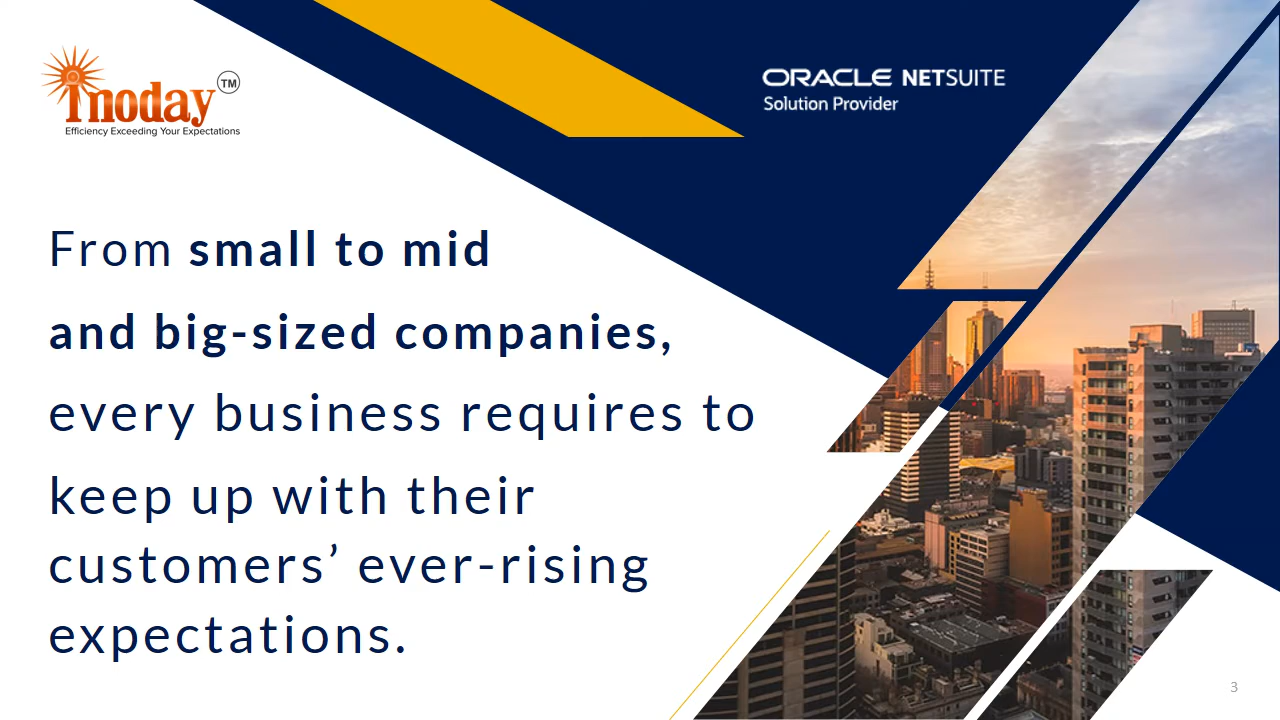 Inoday TM
Efficiency Exceeding Your Expectations
ORACLE NETSUITE
Solution Provider
From small to mid
and big-sized companies,
every business requires to
keep up with their
customers’ ever-rising
expectations.
3